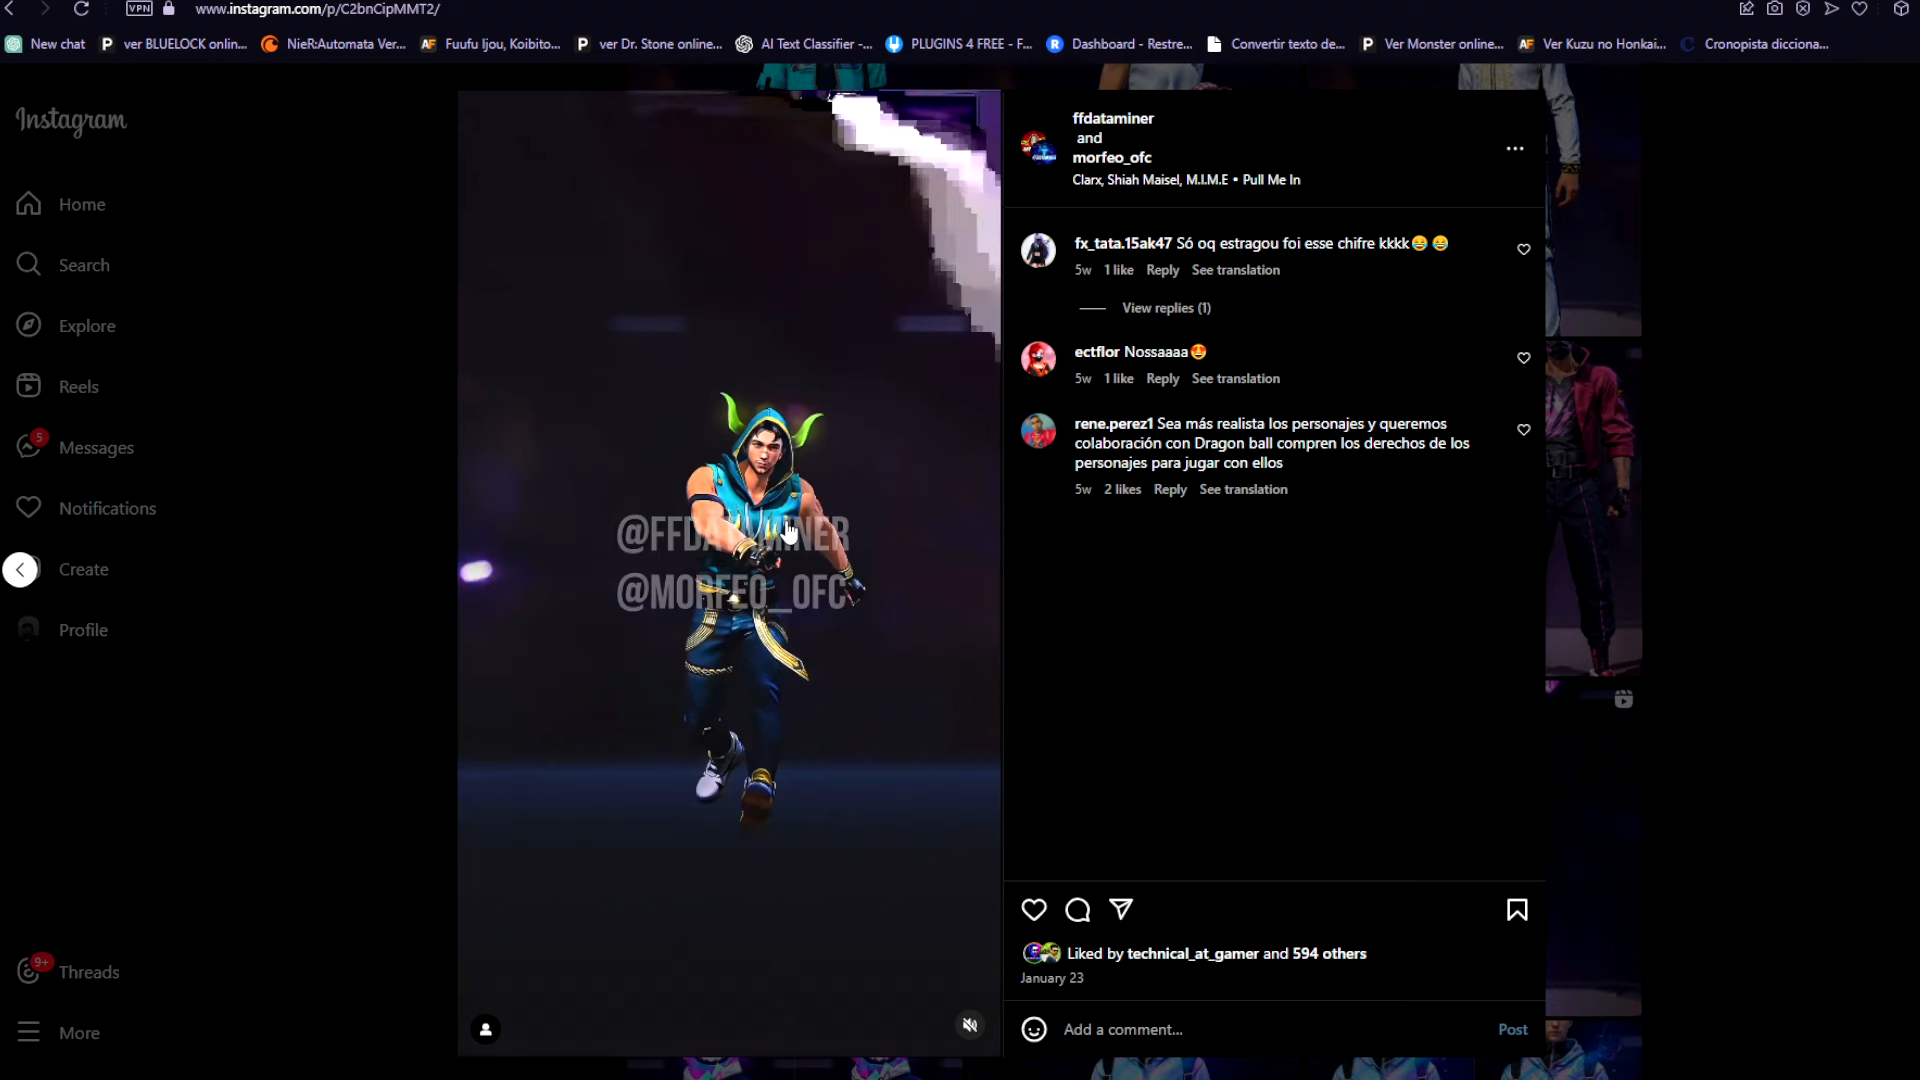 VPN
www.instagram.com/p/C2bnCipMMT2/
New chat
ver BLUELOCK onlin...
NieR:Automata Ver...
AF
Fuufu Ijou, Koibito...
ver Dr. Stone online...
AI Text Classifier -...
PLUGINS 4 FREE - F...
R
Dashboard - Restre...
Convertir texto de...
Ver Monster online...
AF
Ver Kuzu no Honkai...
C
Cronopista dicciona...
Instagram
Home
Search
Explore
Reels
5
Messages
Notifications
Create
Profile
9+
Threads
More
@MORFEO_OFC
ffdataminer
and
morfeo_ofc
Clarx, Shiah Maisel, M.I.M.E • Pull Me In
fx_tata.15ak47 Só oq estragou foi esse chifre kkkk😂😂
5w 1 like Reply See translation
View replies (1)
ectflor Nossaaaa😍
5w 1 like Reply See translation
rene.perez1 Sea más realista los personajes y queremos
colaboración con Dragon ball compren los derechos de los
personajes para jugar con ellos
5w 2 likes Reply See translation
Liked by technical_at_gamer and 594 others
January 23
Add a comment...
Post